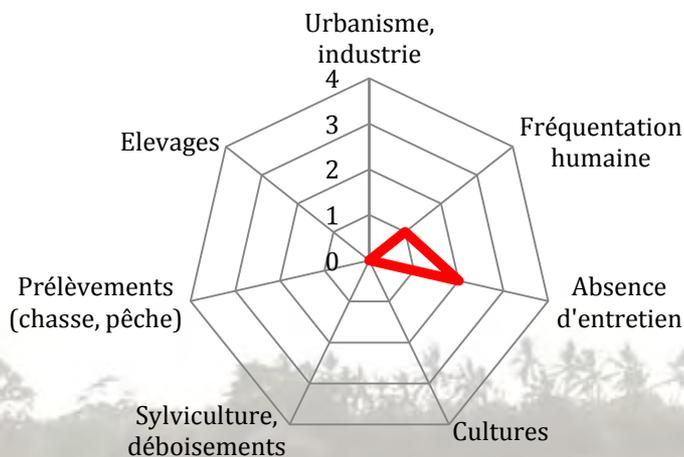 Urbanisme,
industrie
4
3
2
1
0
Fréquentation
humaine
Absence
d'entretien
Cultures
Sylviculture,
déboisements
Prélèvements
(chasse, pêche)
Elevages